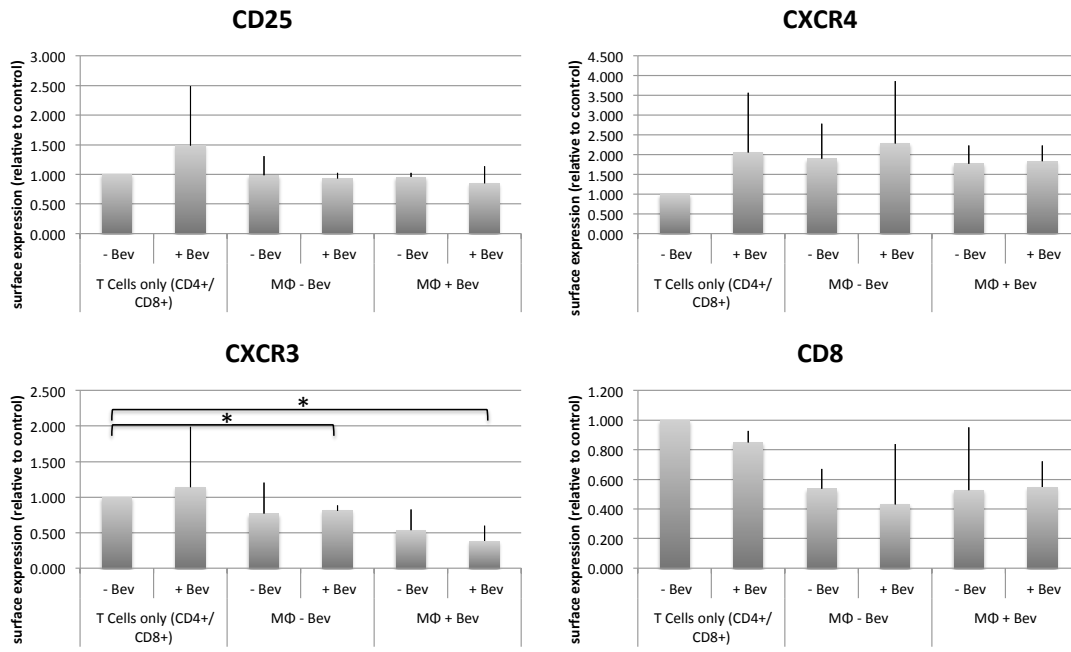 CD25
surface expression (relative to control)
3.000
2.500
2.000
1.500
1.000
0.500
0.000
- Bev + Bev - Bev + Bev - Bev + Bev
T Cells only (CD4+/ MΦ - Bev MΦ + Bev
CD8+)
CXCR4
surface expression (relative to ccontrol)
4.500
4.000
3.500
3.000
2.500
2.000
1.500
1.000
0.500
0.000
- Bev + Bev - Bev + Bev - Bev + Bev
T Cells only (CD4+/ MΦ - Bev MΦ + Bev
CD8+)
CXCR3
surface expression (relative to control)
2.500
2.000
1.500
1.000
0.500
0.000
*
*
- Bev + Bev - Bev + Bev - Bev + Bev
T Cells only (CD4+/ MΦ - Bev MΦ + Bev
CD8+)
CD8
surface expression (relative to control)
1.200
1.000
0.800
0.600
0.400
0.200
0.000
- Bev + Bev - Bev + Bev - Bev + Bev
T Cells only (CD4+/ MΦ - Bev MΦ + Bev
CD8+)